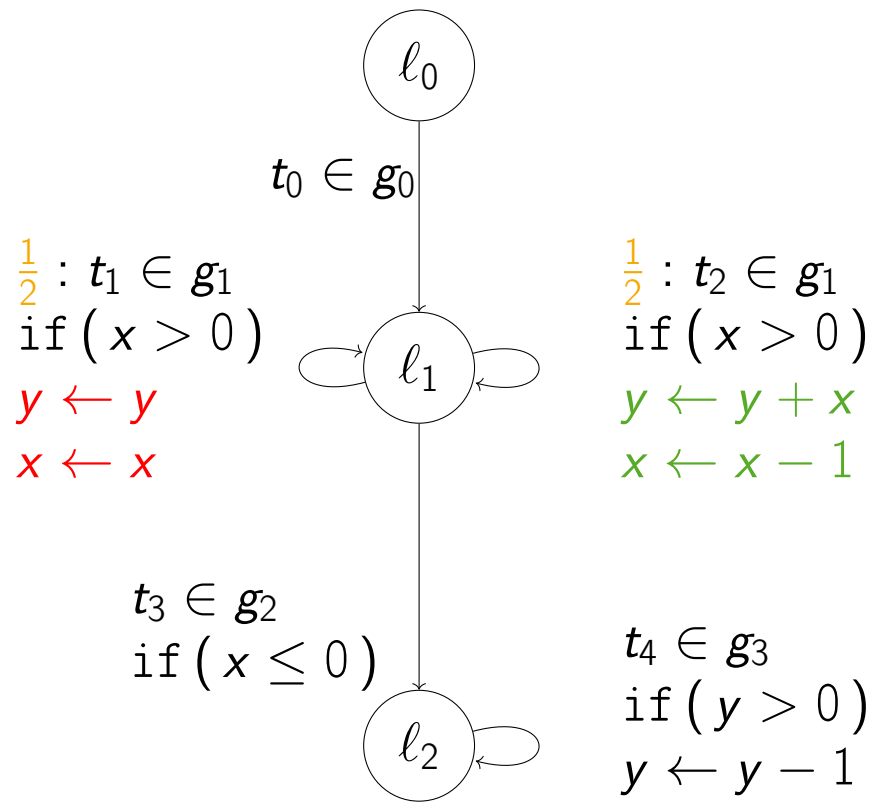 ℓ₀
t₀ ∈ g₀
½ : t₁ ∈ g₁
if ( x > 0 )
y ← y
x ← x
½ : t₂ ∈ g₁
if ( x > 0 )
y ← y + x
x ← x − 1
ℓ₁
t₃ ∈ g₂
if ( x ≤ 0 )
t₄ ∈ g₃
if ( y > 0 )
y ← y − 1
ℓ₂